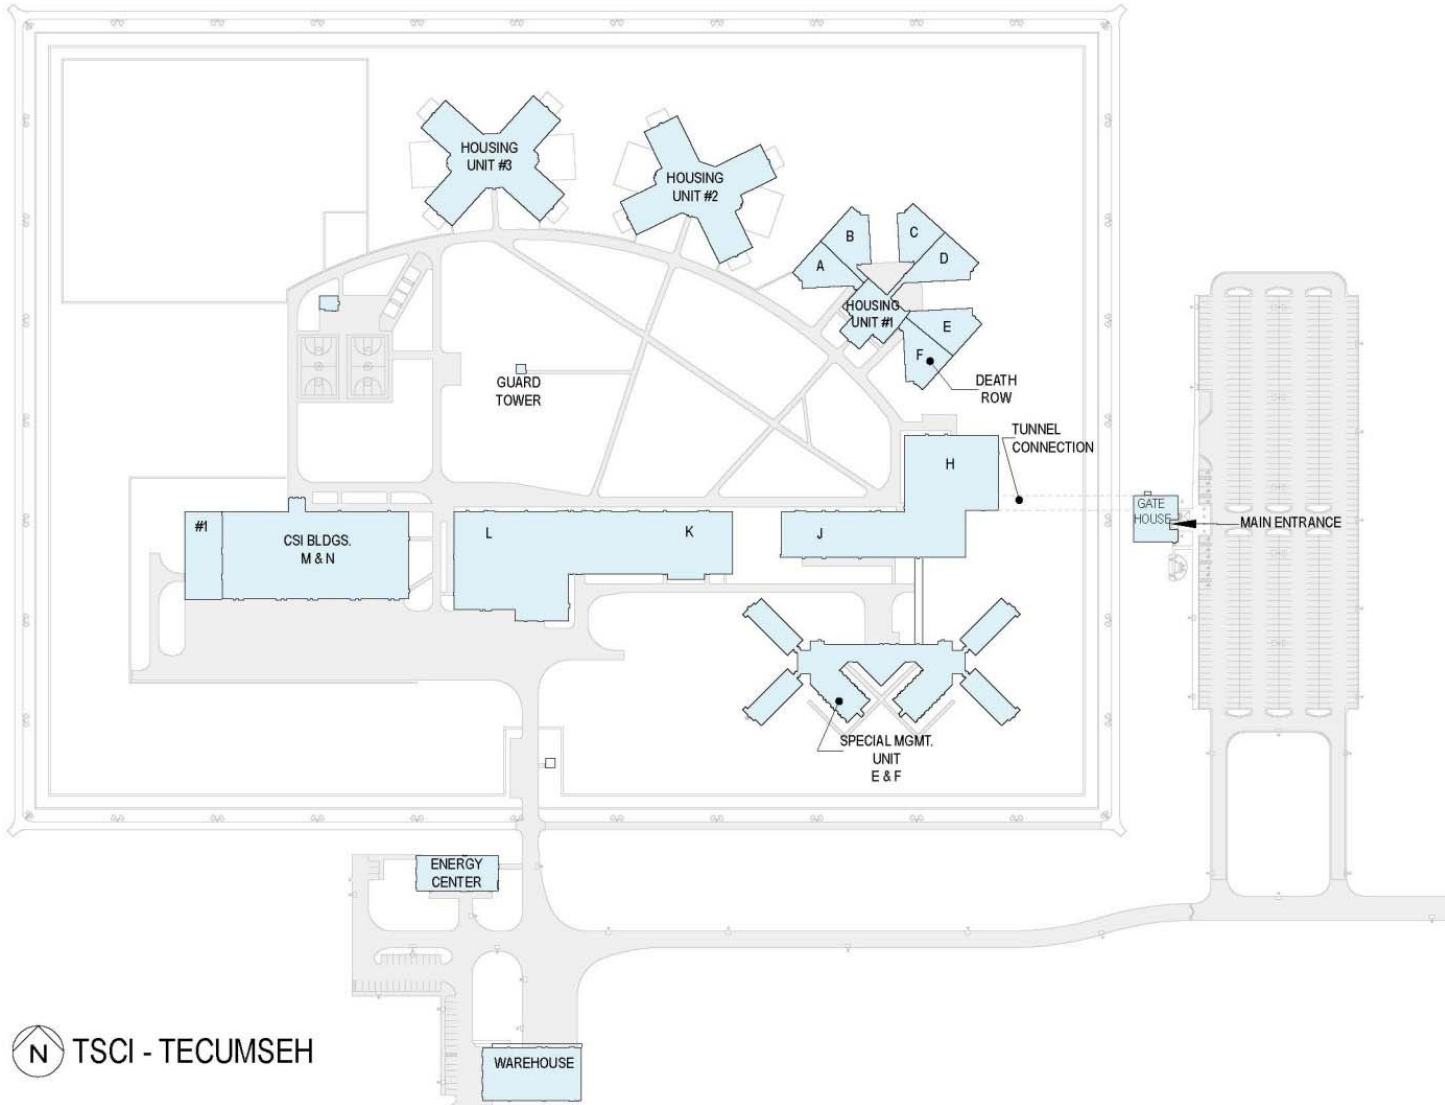 HOUSING
UNIT #3
HOUSING
UNIT #2
B
C
A
D
HOUSING
UNIT #1
E
F
GUARD
TOWER
DEATH
ROW
TUNNEL
CONNECTION
H
GATE
HOUSE
MAIN ENTRANCE
#1
CSI BLDGS.
M & N
L
K
J
SPECIAL MGMT.
UNIT
E & F
ENERGY
CENTER
N
TSCI - TECUMSEH
WAREHOUSE